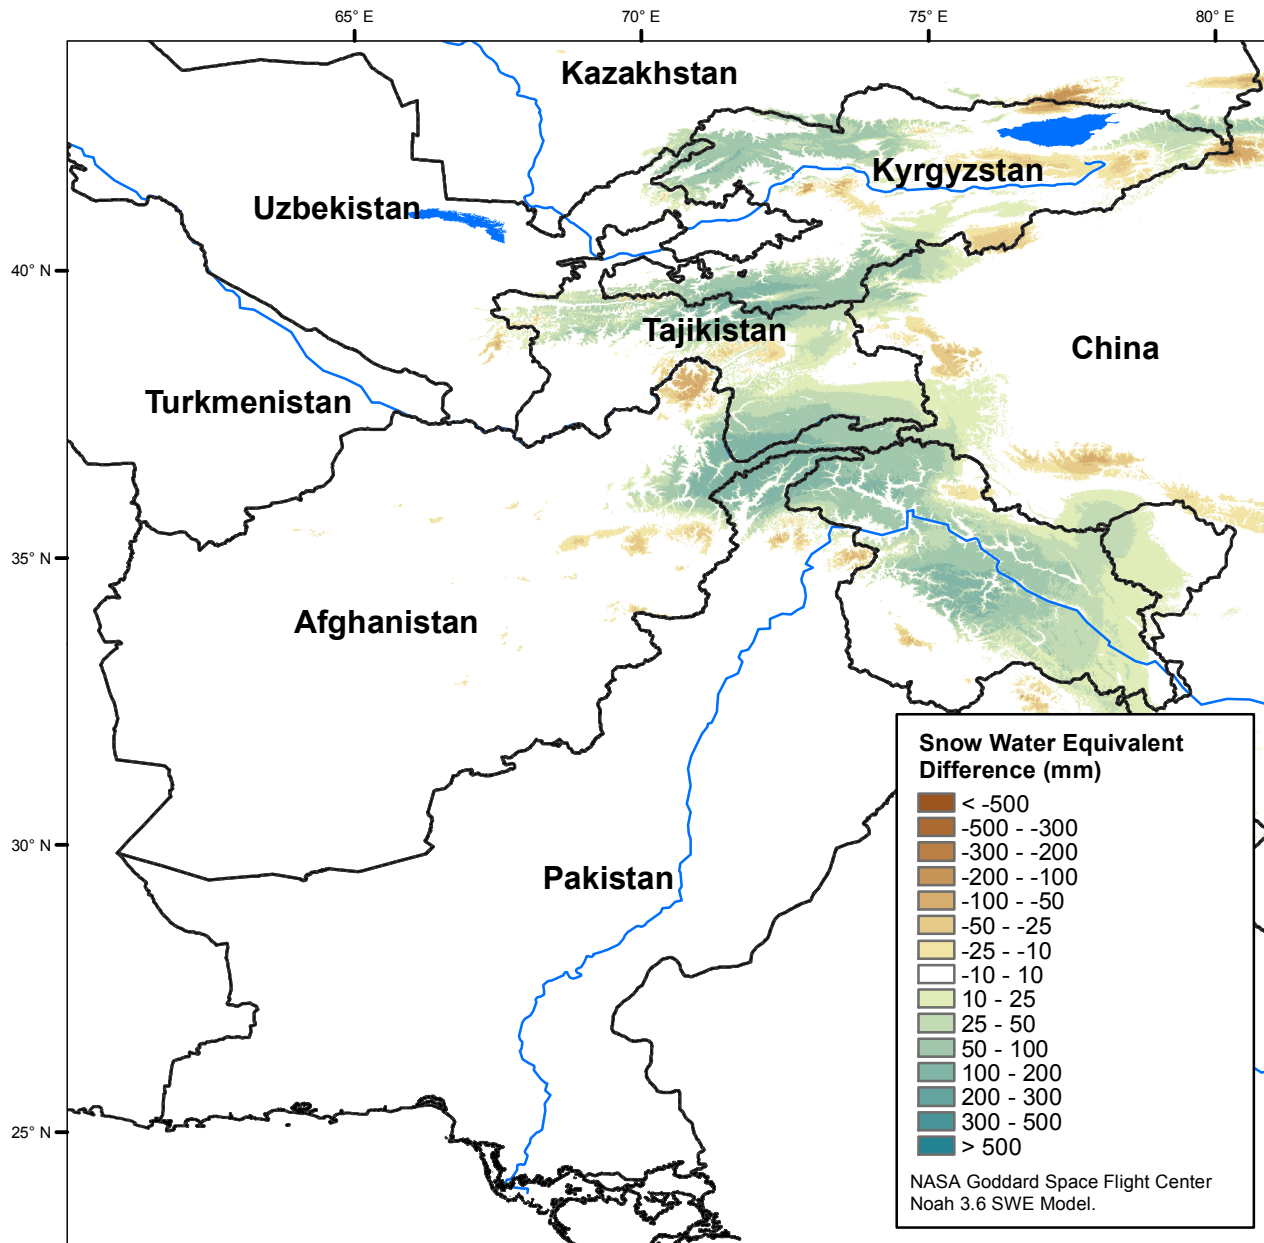 65° E
70° E
75° E
80° E
Kazakhstan
Kyrgyzstan
Uzbekistan
40° N
Tajikistan
China
Turkmenistan
35° N
Afghanistan
Snow Water Equivalent
Difference (mm)
< -500
-500 - -300
-300 - -200
-200 - -100
-100 - -50
-50 - -25
-25 - -10
-10 - 10
10 - 25
25 - 50
50 - 100
100 - 200
200 - 300
300 - 500
> 500
30° N
Pakistan
25° N
NASA Goddard Space Flight Center
Noah 3.6 SWE Model.